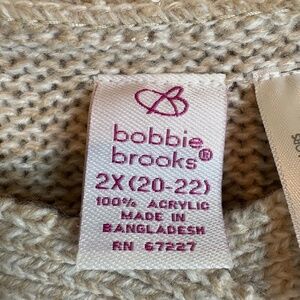 bobbie
brooks®
2X (20-22)
100% ACRYLIC
MADE IN
BANGLADESH
RN 67227